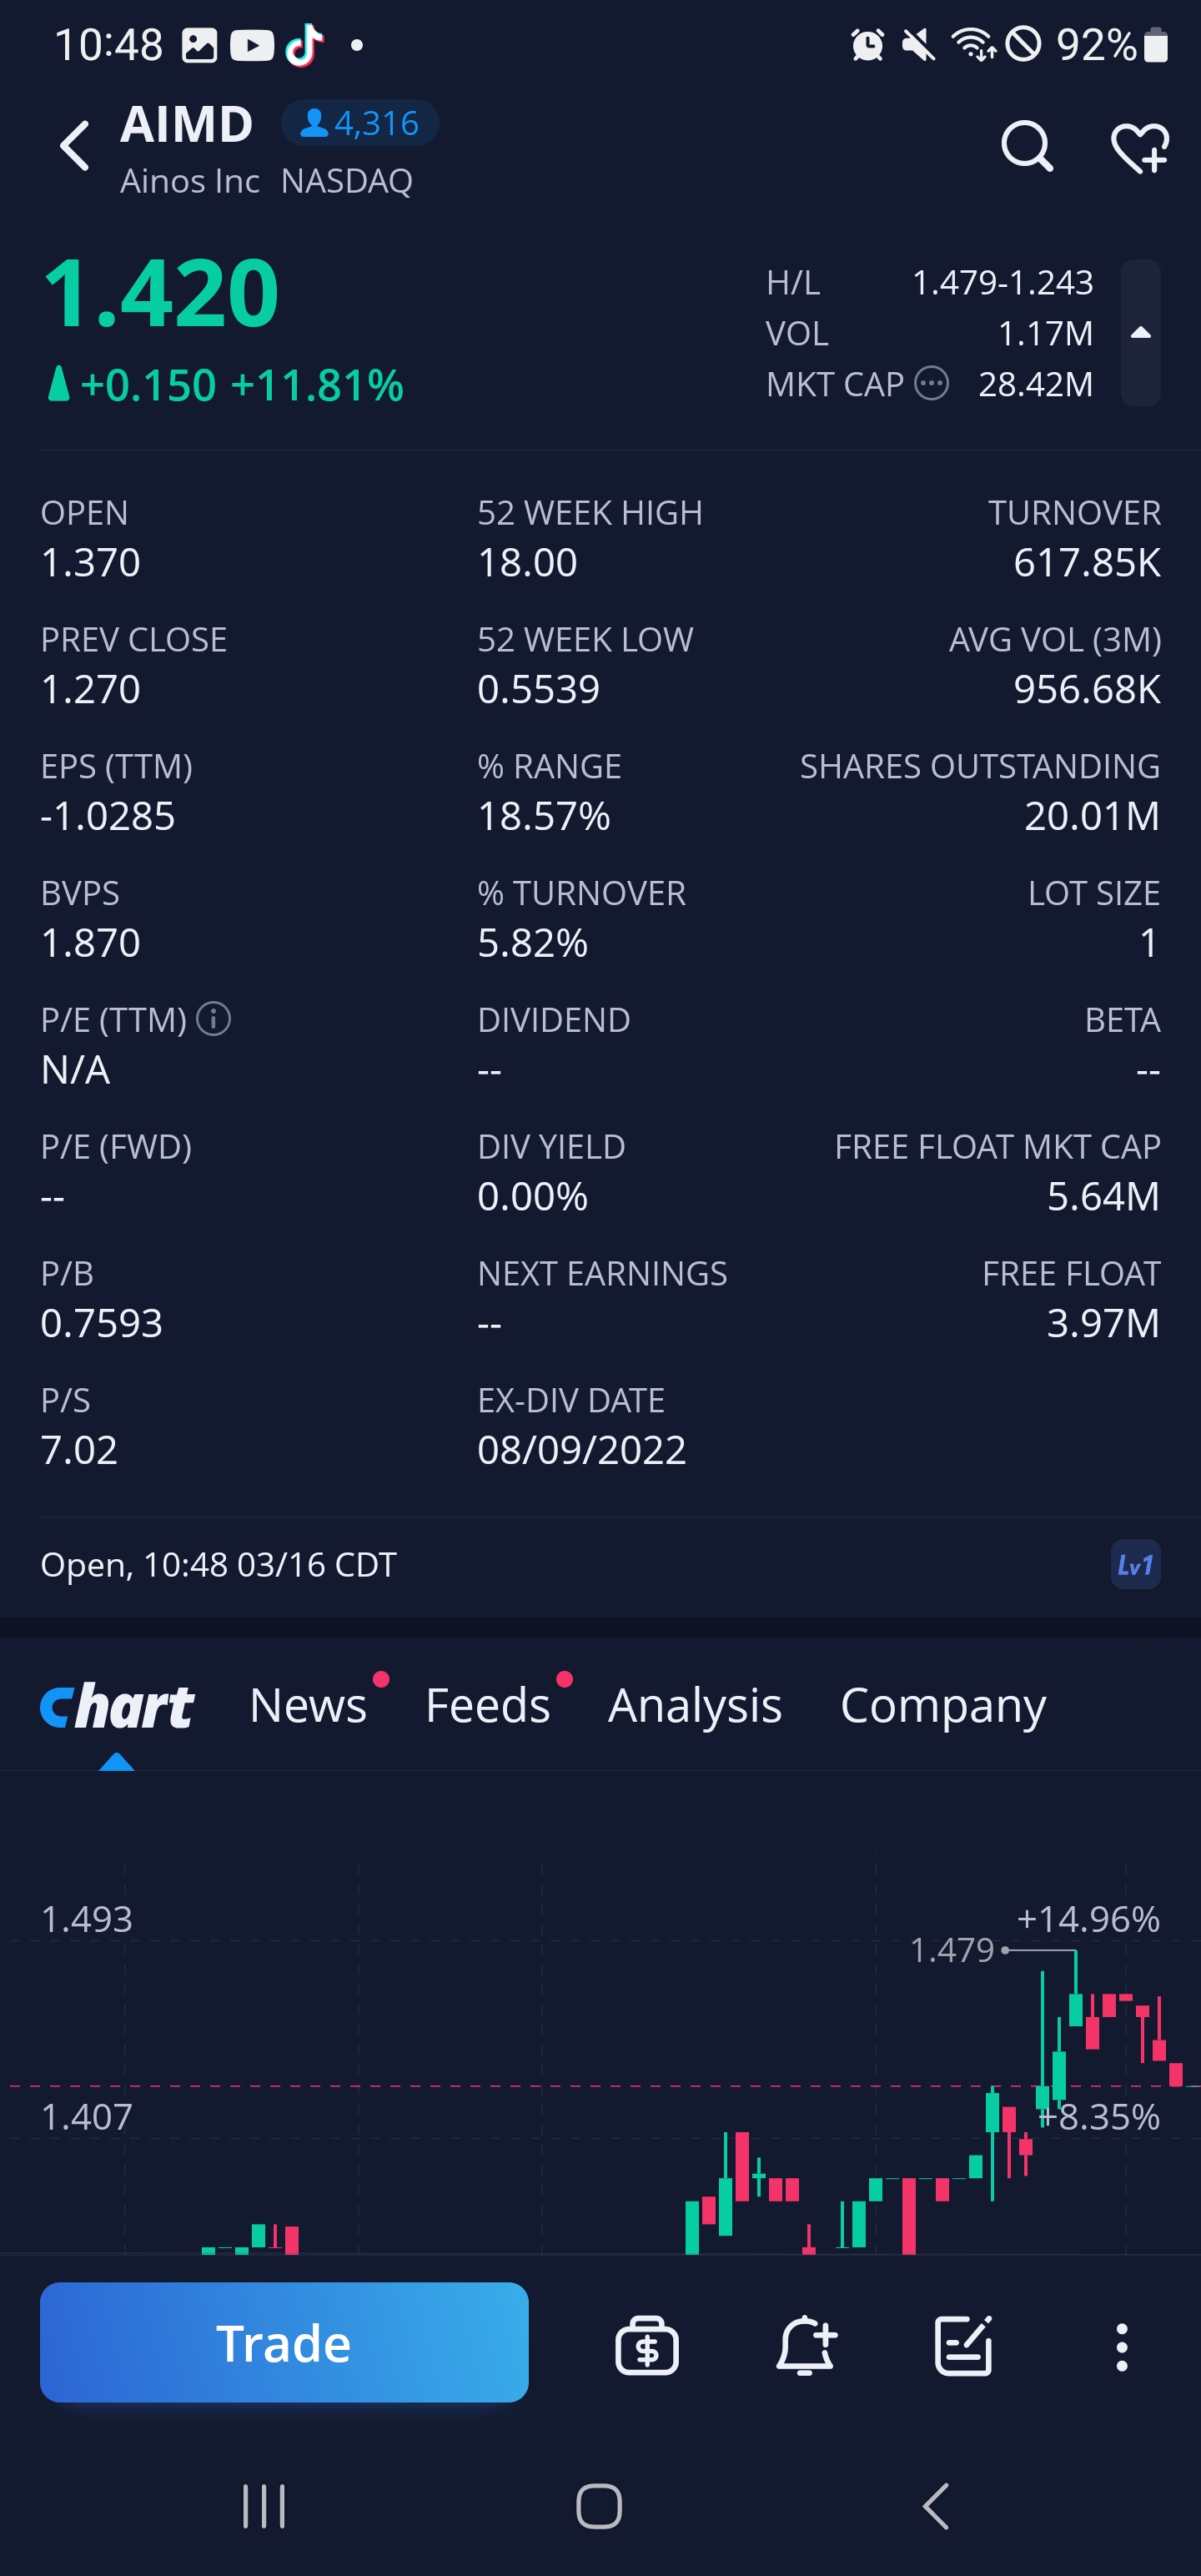 10:48 92%
AIMD 4,316
Ainos Inc NASDAQ
1.420
+0.150 +11.81%
H/L 1.479-1.243
VOL 1.17M
MKT CAP 28.42M
OPEN 52 WEEK HIGH TURNOVER
1.370 18.00 617.85K
PREV CLOSE 52 WEEK LOW AVG VOL (3M)
1.270 0.5539 956.68K
EPS (TTM) % RANGE SHARES OUTSTANDING
-1.0285 18.57% 20.01M
BVPS % TURNOVER LOT SIZE
1.870 5.82% 1
P/E (TTM) DIVIDEND BETA
N/A -- --
P/E (FWD) DIV YIELD FREE FLOAT MKT CAP
-- 0.00% 5.64M
P/B NEXT EARNINGS FREE FLOAT
0.7593 -- 3.97M
P/S EX-DIV DATE
7.02 08/09/2022
Open, 10:48 03/16 CDT Lv1
Chart News Feeds Analysis Company
1.493 +14.96%
1.479
1.407 +8.35%
Trade